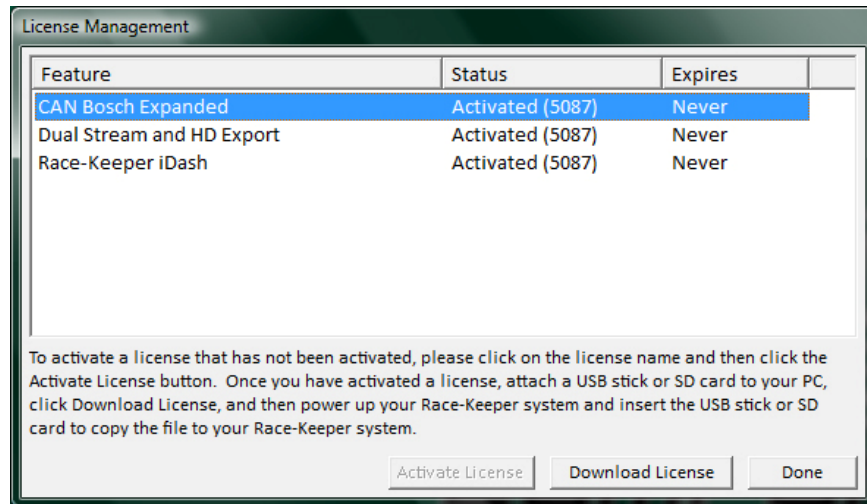 License Management
Feature Status Expires
CAN Bosch Expanded Activated (5087) Never
Dual Stream and HD Export Activated (5087) Never
Race-Keeper iDash Activated (5087) Never
To activate a license that has not been activated, please click on the license name and then click the
Activate License button.  Once you have activated a license, attach a USB stick or SD card to your PC,
click Download License, and then power up your Race-Keeper system and insert the USB stick or SD
card to copy the file to your Race-Keeper system.
Activate License Download License Done